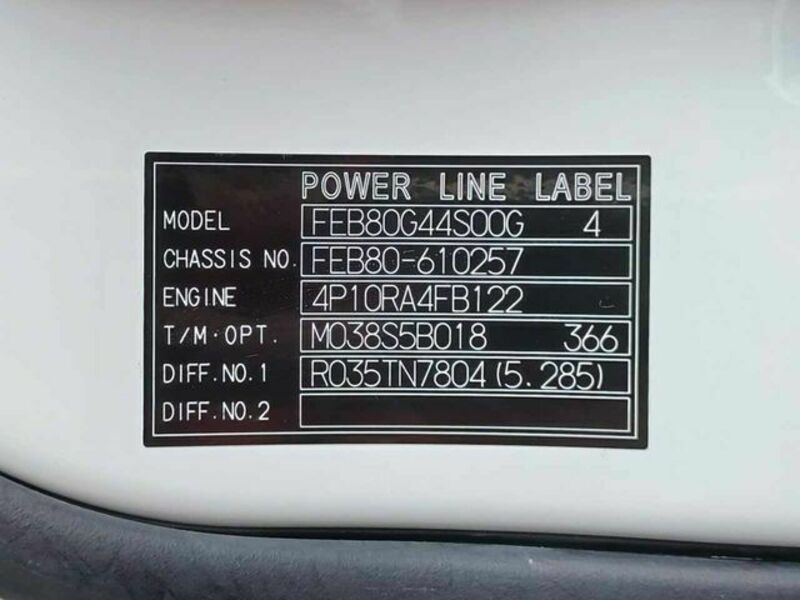 POWER LINE LABEL
MODEL FEB80G44S00G 4
CHASSIS NO. FEB80-610257
ENGINE 4P10RA4FB122
T/M·OPT. M038S5B018 366
DIFF.NO.1 R035TN7804(5.285)
DIFF.NO.2